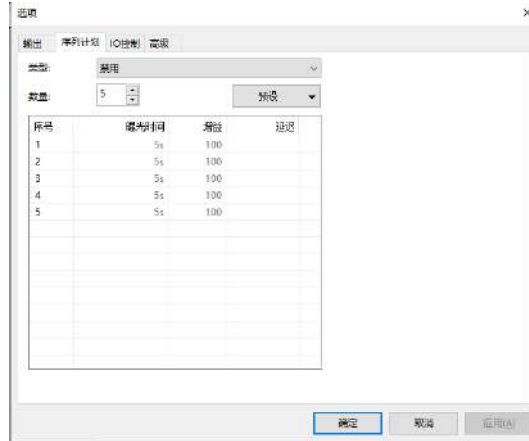 选项
输出 序列计划 IO控制 高级
类型: 禁用
数量: 5 预设
序号 曝光时间 增益 延迟
1 5s 100
2 5s 100
3 5s 100
4 5s 100
5 5s 100
确定 取消 应用(A)